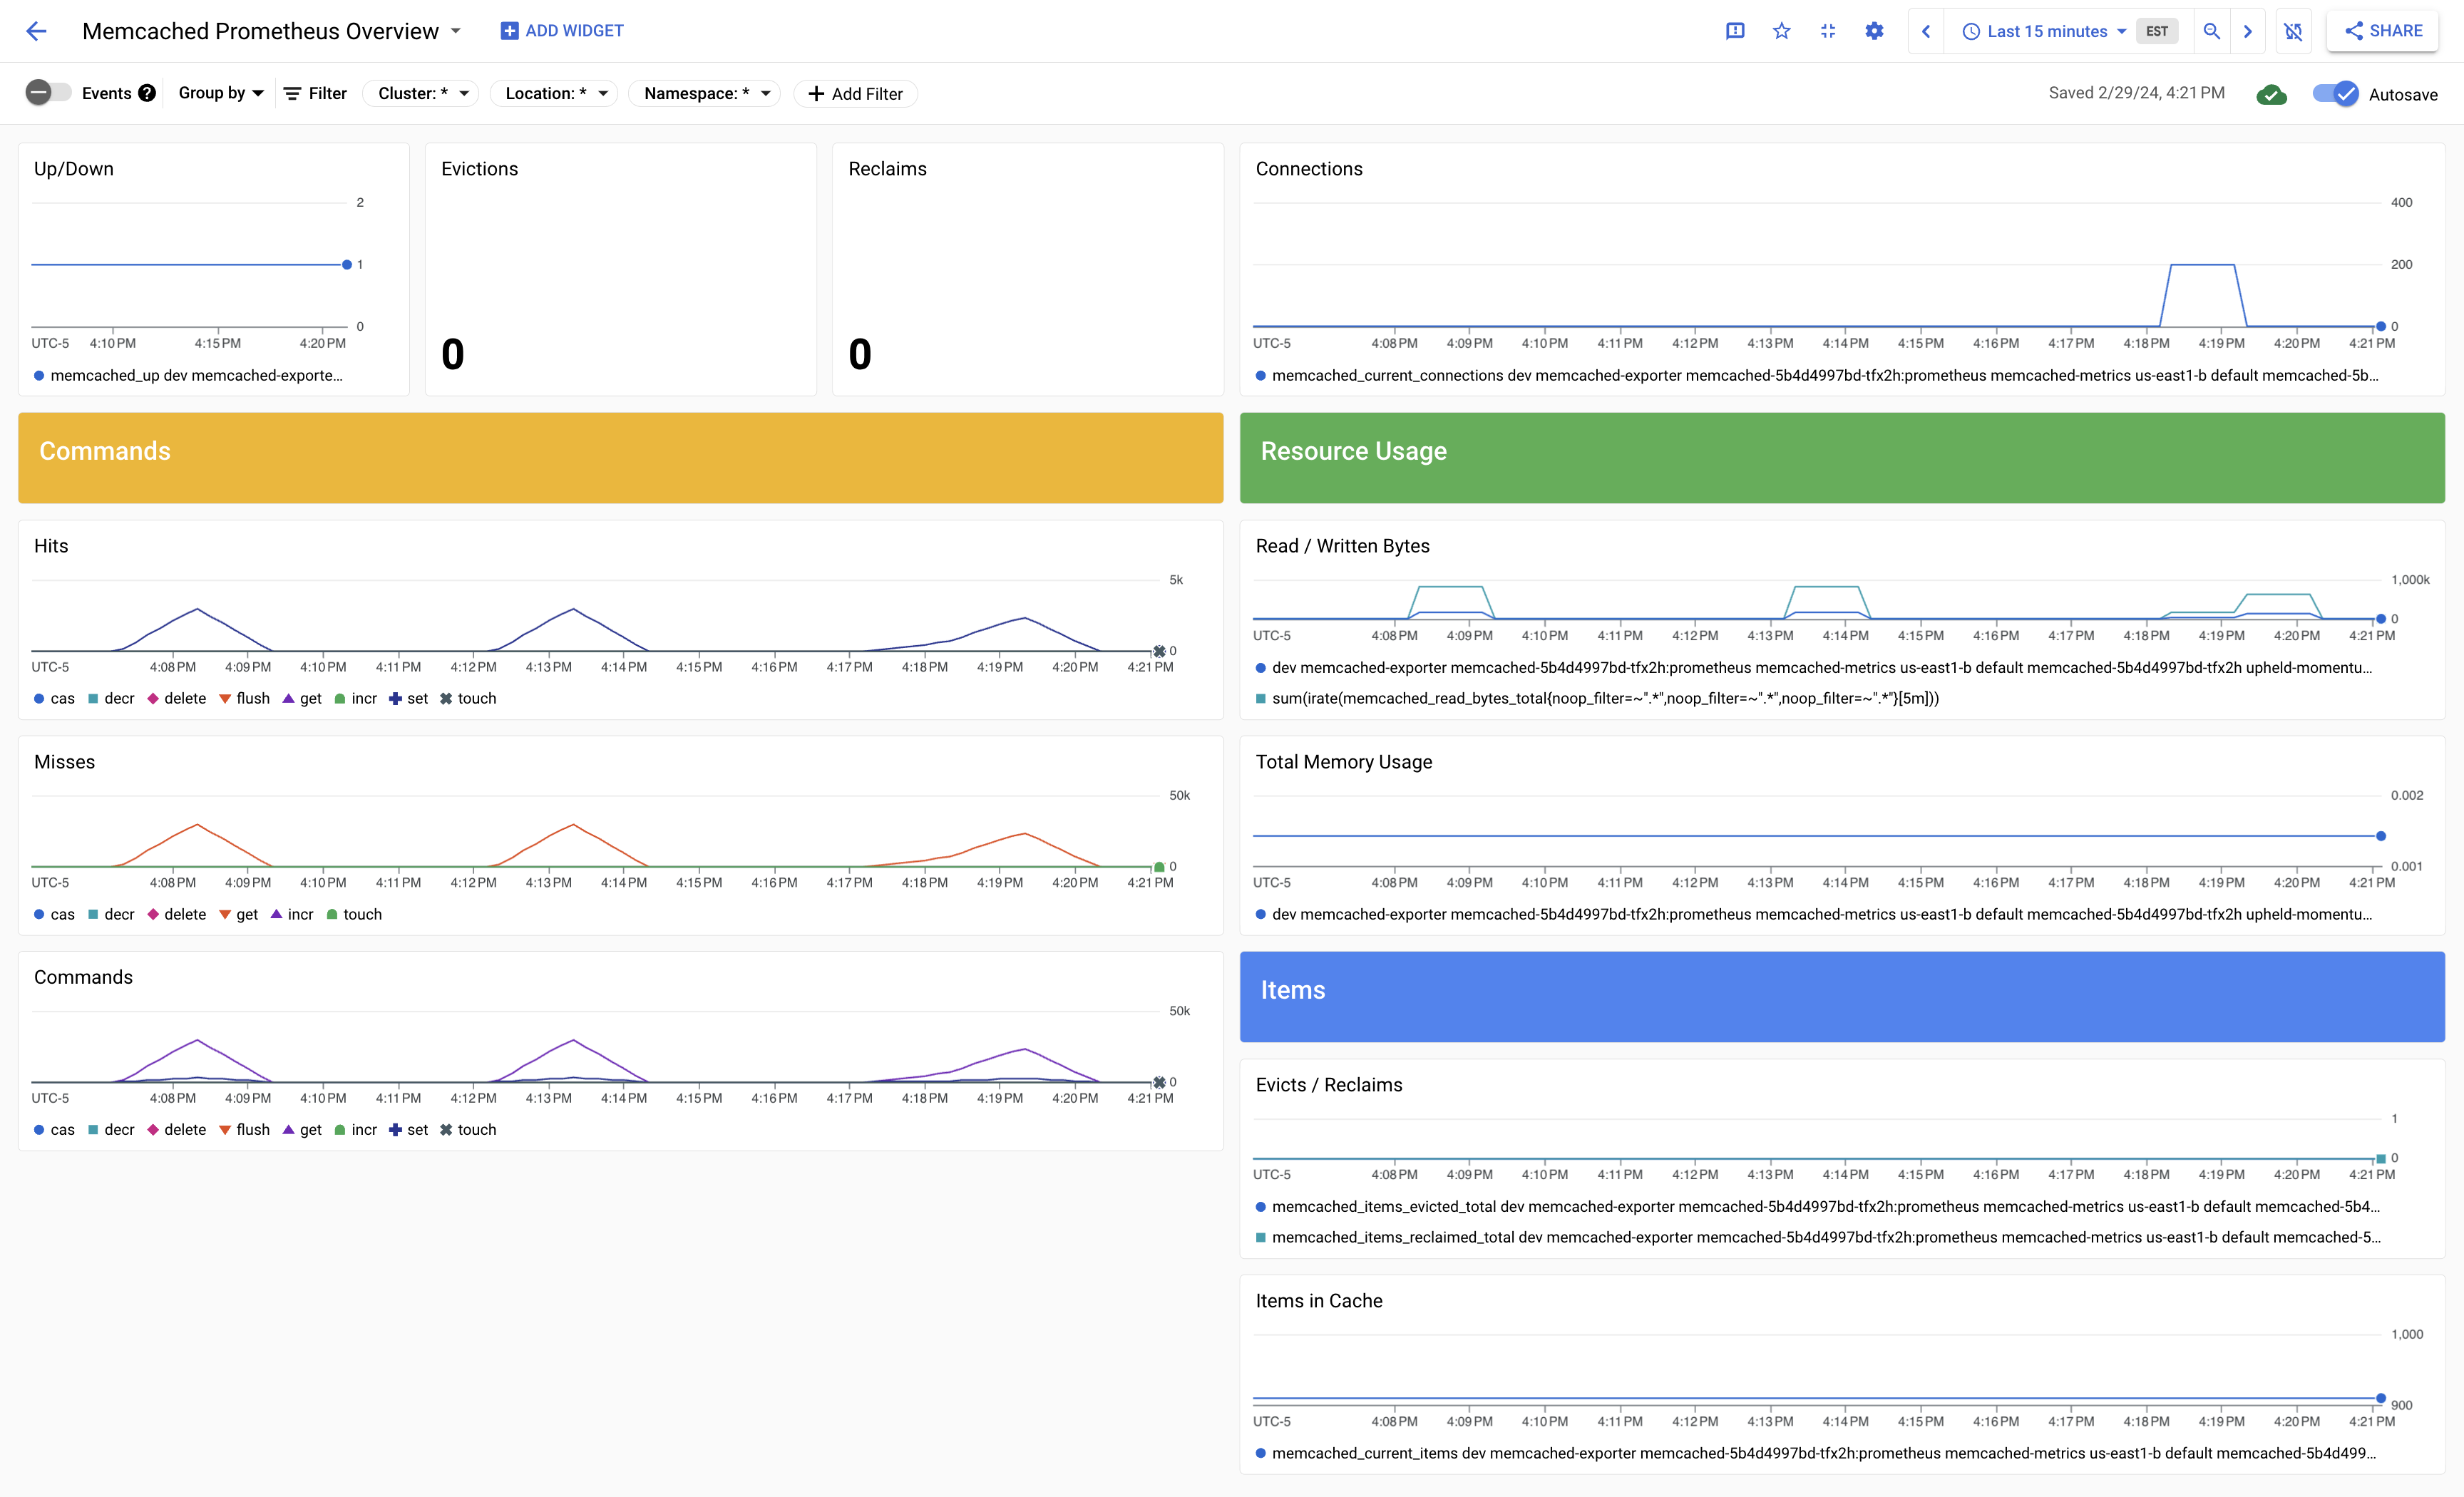 Memcached Prometheus Overview
ADD WIDGET
Last 15 minutes
EST
SHARE
Events
Group by
Filter
Cluster: *
Location: *
Namespace: *
Add Filter
Saved 2/29/24, 4:21 PM
Autosave
Up/Down
2
1
0
UTC-5 4:10 PM 4:15 PM 4:20 PM
memcached_up dev memcached-exporte...
Evictions
0
Reclaims
0
Connections
400
200
0
UTC-5 4:08 PM 4:09 PM 4:10 PM 4:11 PM 4:12 PM 4:13 PM 4:14 PM 4:15 PM 4:16 PM 4:17 PM 4:18 PM 4:19 PM 4:20 PM 4:21 PM
memcached_current_connections dev memcached-exporter memcached-5b4d4997bd-tfx2h:prometheus memcached-metrics us-east1-b default memcached-5b...
Commands
Resource Usage
Hits
5k
0
UTC-5 4:08 PM 4:09 PM 4:10 PM 4:11 PM 4:12 PM 4:13 PM 4:14 PM 4:15 PM 4:16 PM 4:17 PM 4:18 PM 4:19 PM 4:20 PM 4:21 PM
cas decr delete flush get incr set touch
Read / Written Bytes
1,000k
0
UTC-5 4:08 PM 4:09 PM 4:10 PM 4:11 PM 4:12 PM 4:13 PM 4:14 PM 4:15 PM 4:16 PM 4:17 PM 4:18 PM 4:19 PM 4:20 PM 4:21 PM
dev memcached-exporter memcached-5b4d4997bd-tfx2h:prometheus memcached-metrics us-east1-b default memcached-5b4d4997bd-tfx2h upheld-momentu...
sum(irate(memcached_read_bytes_total{noop_filter=~".*",noop_filter=~".*",noop_filter=~".*"}[5m]))
Misses
50k
0
UTC-5 4:08 PM 4:09 PM 4:10 PM 4:11 PM 4:12 PM 4:13 PM 4:14 PM 4:15 PM 4:16 PM 4:17 PM 4:18 PM 4:19 PM 4:20 PM 4:21 PM
cas decr delete get incr touch
Total Memory Usage
0.002
0.001
UTC-5 4:08 PM 4:09 PM 4:10 PM 4:11 PM 4:12 PM 4:13 PM 4:14 PM 4:15 PM 4:16 PM 4:17 PM 4:18 PM 4:19 PM 4:20 PM 4:21 PM
dev memcached-exporter memcached-5b4d4997bd-tfx2h:prometheus memcached-metrics us-east1-b default memcached-5b4d4997bd-tfx2h upheld-momentu...
Commands
50k
0
UTC-5 4:08 PM 4:09 PM 4:10 PM 4:11 PM 4:12 PM 4:13 PM 4:14 PM 4:15 PM 4:16 PM 4:17 PM 4:18 PM 4:19 PM 4:20 PM 4:21 PM
cas decr delete flush get incr set touch
Items
Evicts / Reclaims
1
0
UTC-5 4:08 PM 4:09 PM 4:10 PM 4:11 PM 4:12 PM 4:13 PM 4:14 PM 4:15 PM 4:16 PM 4:17 PM 4:18 PM 4:19 PM 4:20 PM 4:21 PM
memcached_items_evicted_total dev memcached-exporter memcached-5b4d4997bd-tfx2h:prometheus memcached-metrics us-east1-b default memcached-5b4...
memcached_items_reclaimed_total dev memcached-exporter memcached-5b4d4997bd-tfx2h:prometheus memcached-metrics us-east1-b default memcached-5...
Items in Cache
1,000
900
UTC-5 4:08 PM 4:09 PM 4:10 PM 4:11 PM 4:12 PM 4:13 PM 4:14 PM 4:15 PM 4:16 PM 4:17 PM 4:18 PM 4:19 PM 4:20 PM 4:21 PM
memcached_current_items dev memcached-exporter memcached-5b4d4997bd-tfx2h:prometheus memcached-metrics us-east1-b default memcached-5b4d499...